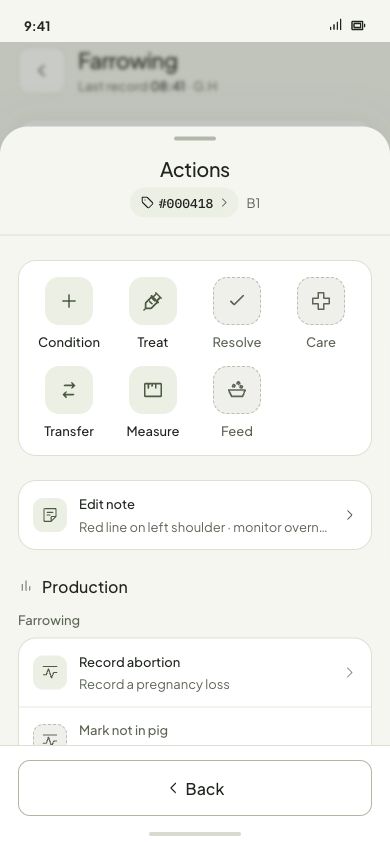 9:41
Farrowing
Last record 08:41 · G.H
Actions
#000418 B1
Condition Treat Resolve Care
Transfer Measure Feed
Edit note
Red line on left shoulder · monitor overn...
Production
Farrowing
Record abortion
Record a pregnancy loss
Mark not in pig
Back